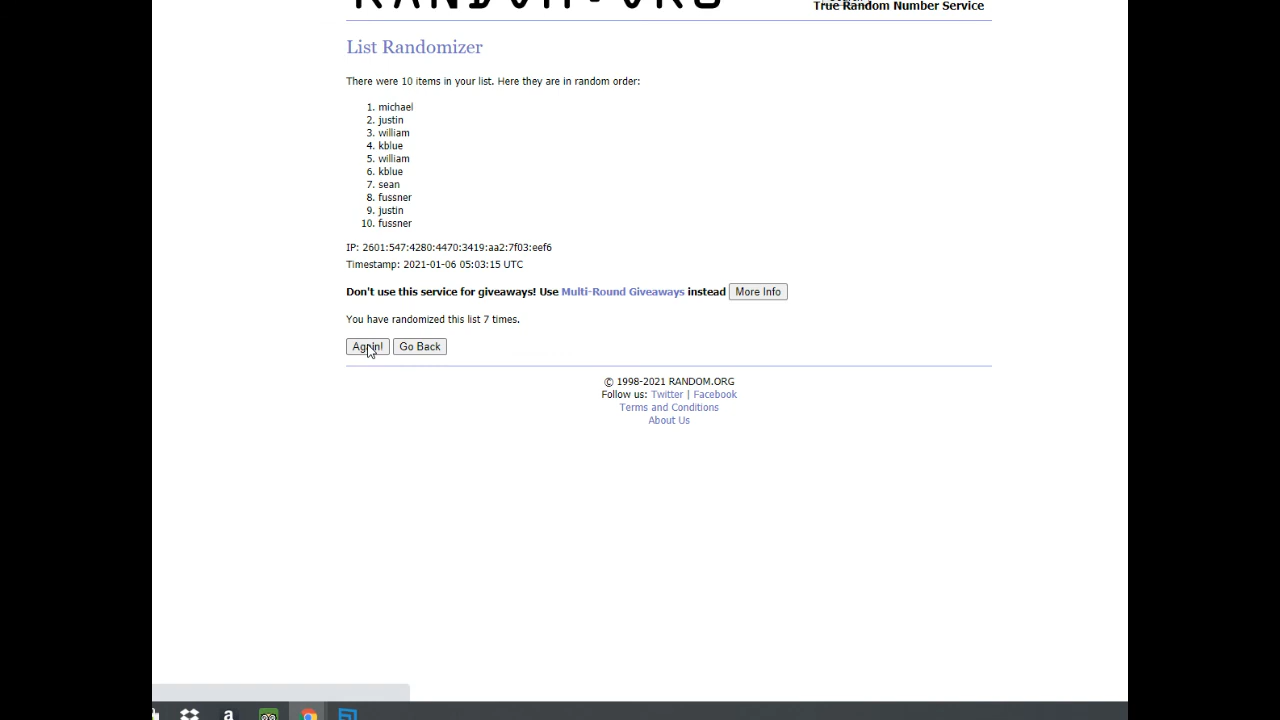 RANDOM.ORG
True Random Number Service
List Randomizer
There were 10 items in your list. Here they are in random order:
1. michael
2. justin
3. william
4. kblue
5. william
6. kblue
7. sean
8. fussner
9. justin
10. fussner
IP: 2601:547:4280:4470:3419:aa2:7f03:eef6
Timestamp: 2021-01-06 05:03:15 UTC
Don't use this service for giveaways! Use Multi-Round Giveaways instead More Info
You have randomized this list 7 times.
Again! Go Back
© 1998-2021 RANDOM.ORG
Follow us: Twitter | Facebook
Terms and Conditions
About Us